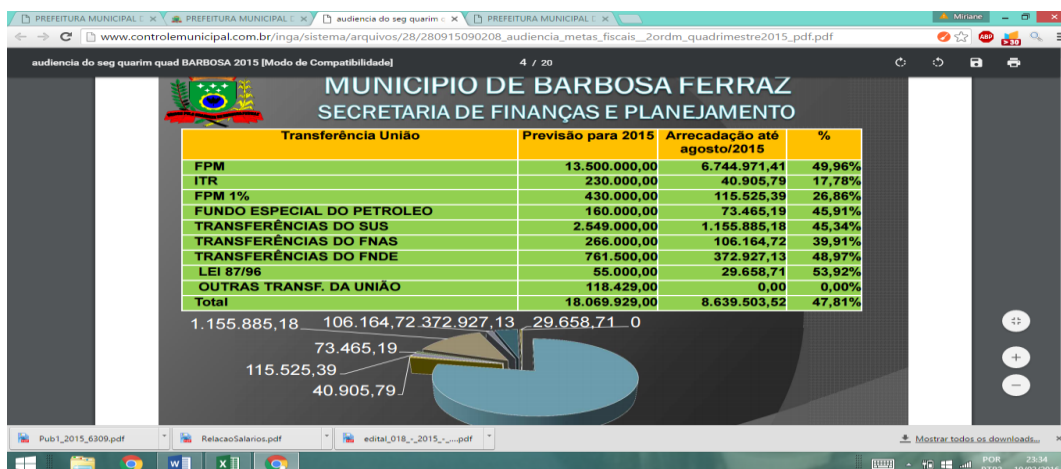 PREFEITURA MUNICIPAL D
PREFEITURA MUNICIPAL D
audiencia do seg quarim q
PREFEITURA MUNICIPAL D
Miriane
www.controlemunicipal.com.br/inga/sistema/arquivos/28/280915090208_audiencia_metas_fiscais__2ordm_quadrimestre2015_pdf.pdf
ABP
>30
audiencia do seg quarim quad BARBOSA 2015 [Modo de Compatibilidade]
4 / 20
MUNICIPIO DE BARBOSA FERRAZ
SECRETARIA DE FINANÇAS E PLANEJAMENTO
Transferência União Previsão para 2015 Arrecadação até agosto/2015 %
FPM 13.500.000,00 6.744.971,41 49,96%
ITR 230.000,00 40.905,79 17,78%
FPM 1% 430.000,00 115.525,39 26,86%
FUNDO ESPECIAL DO PETROLEO 160.000,00 73.465,19 45,91%
TRANSFERÊNCIAS DO SUS 2.549.000,00 1.155.885,18 45,34%
TRANSFERÊNCIAS DO FNAS 266.000,00 106.164,72 39,91%
TRANSFERÊNCIAS DO FNDE 761.500,00 372.927,13 48,97%
LEI 87/96 55.000,00 29.658,71 53,92%
OUTRAS TRANSF. DA UNIÃO 118.429,00 0,00 0,00%
Total 18.069.929,00 8.639.503,52 47,81%
1.155.885,18 106.164,72 372.927,13 29.658,71 0
73.465,19
115.525,39
40.905,79
Pub1_2015_6309.pdf
RelacaoSalarios.pdf
edital_018_-_2015_-_....pdf
Mostrar todos os downloads...
POR
23:34